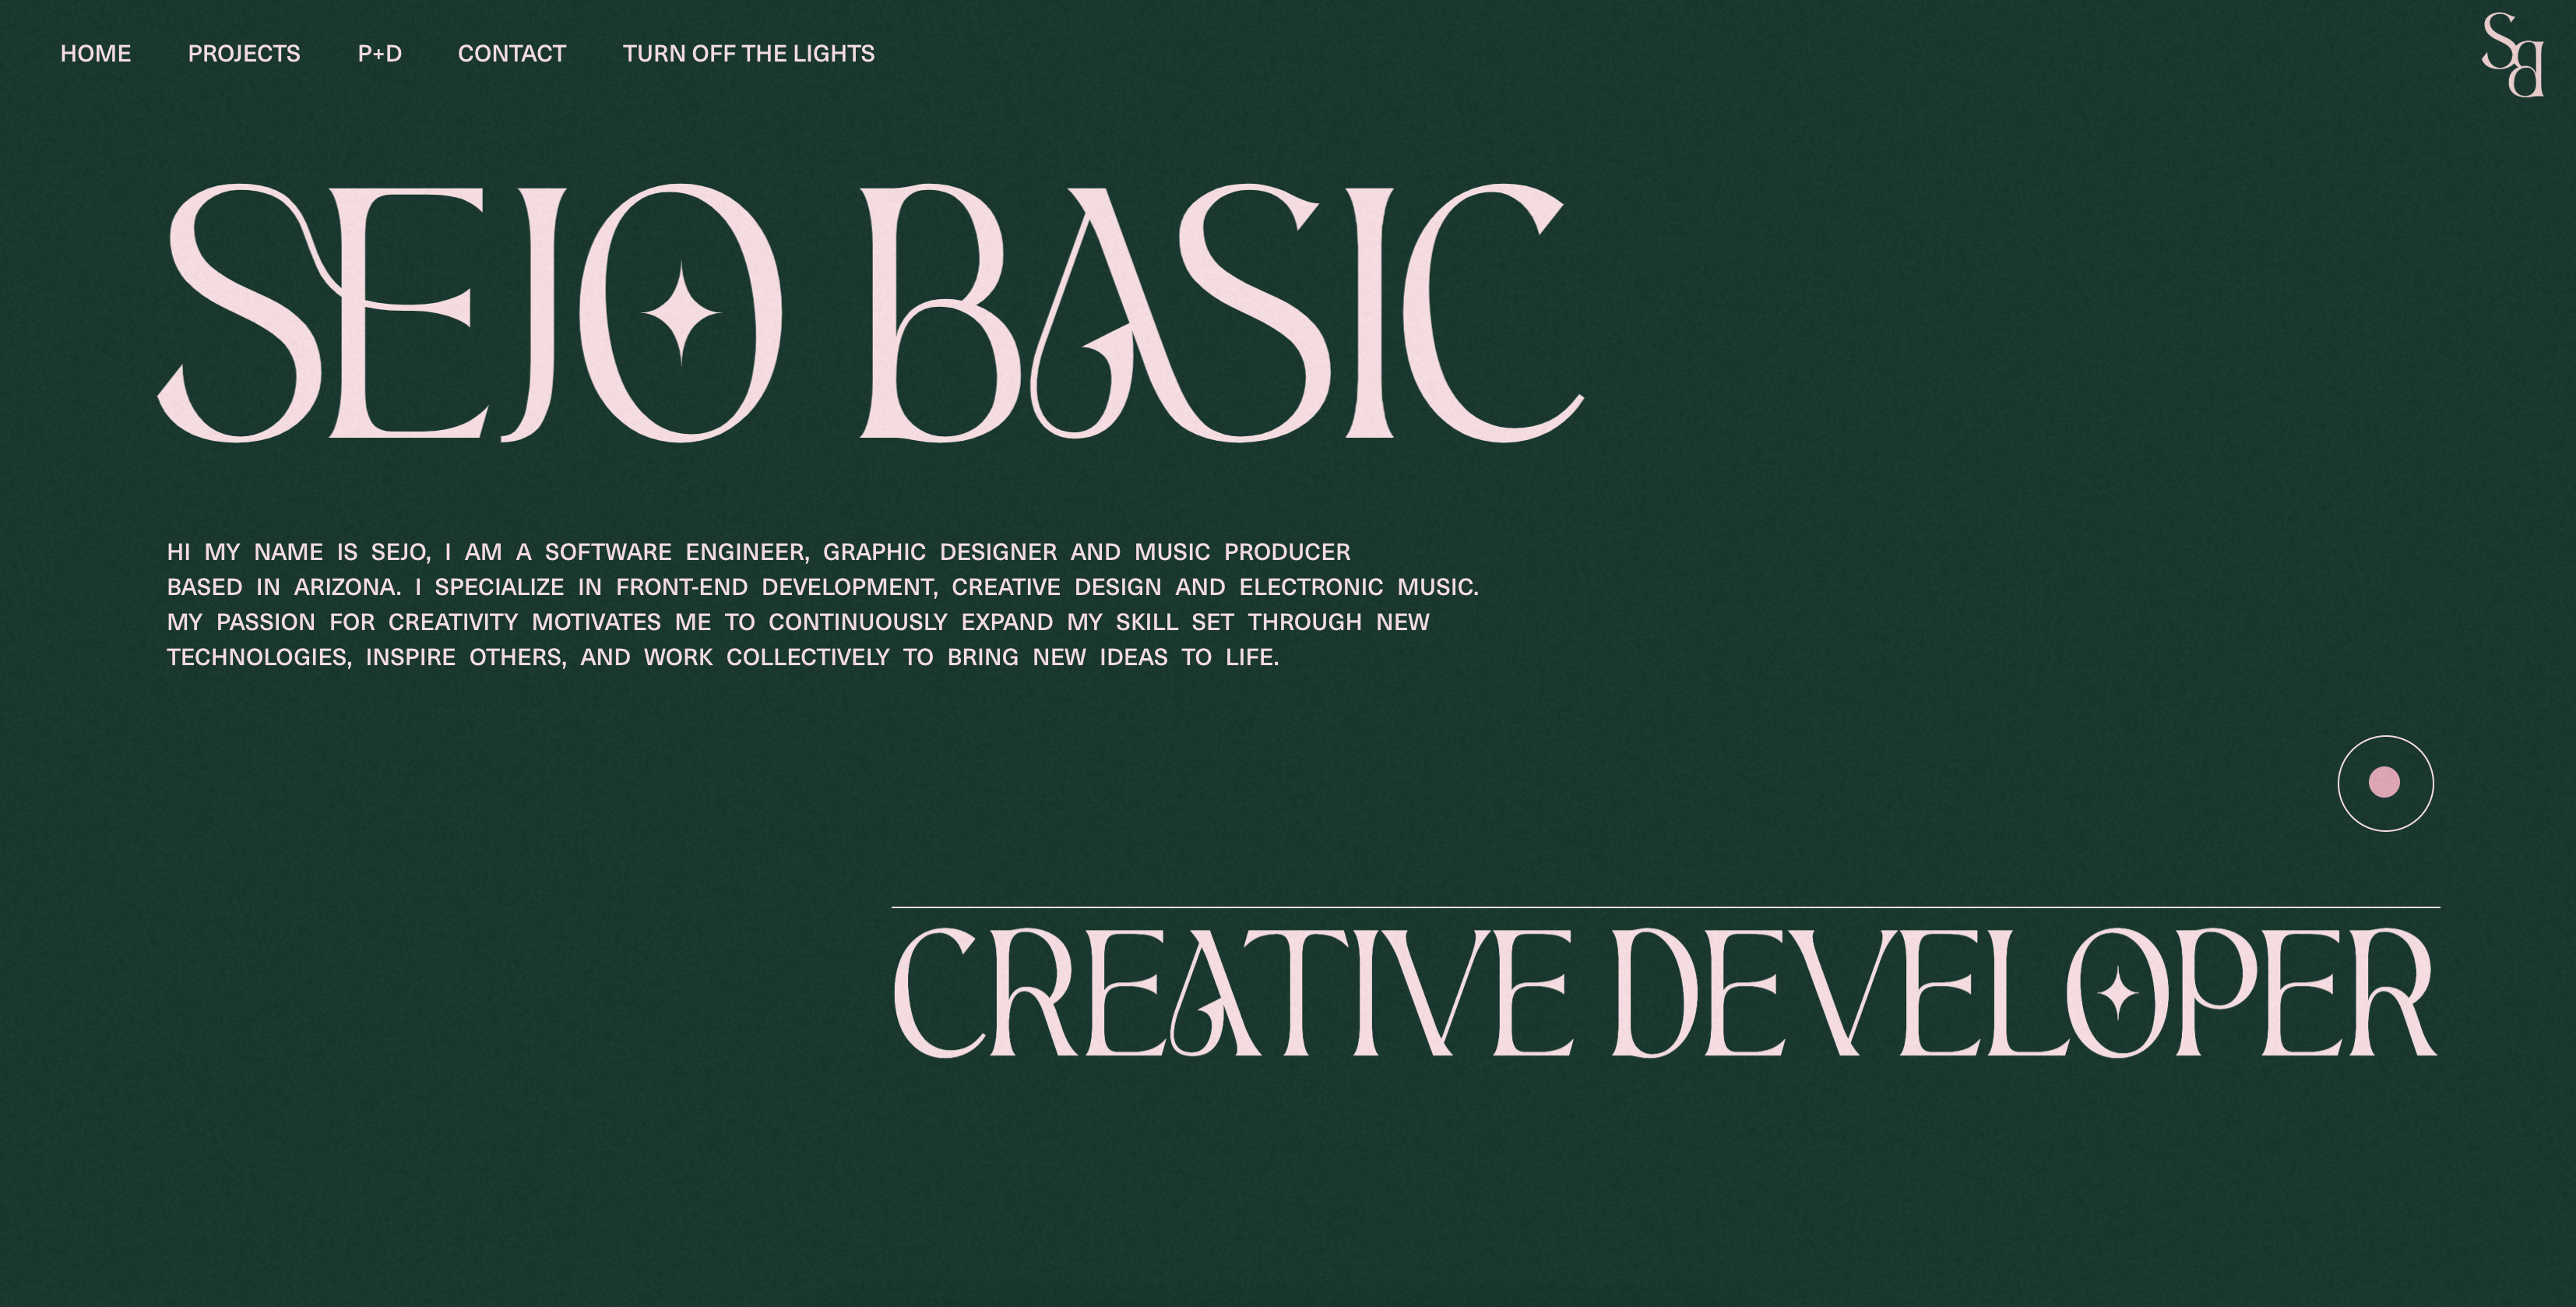 HOME PROJECTS P+D CONTACT TURN OFF THE LIGHTS
SEJO BASIC
HI MY NAME IS SEJO, I AM A SOFTWARE ENGINEER, GRAPHIC DESIGNER AND MUSIC PRODUCER
BASED IN ARIZONA. I SPECIALIZE IN FRONT-END DEVELOPMENT, CREATIVE DESIGN AND ELECTRONIC MUSIC.
MY PASSION FOR CREATIVITY MOTIVATES ME TO CONTINUOUSLY EXPAND MY SKILL SET THROUGH NEW
TECHNOLOGIES, INSPIRE OTHERS, AND WORK COLLECTIVELY TO BRING NEW IDEAS TO LIFE.
CREATIVE DEVELOPER